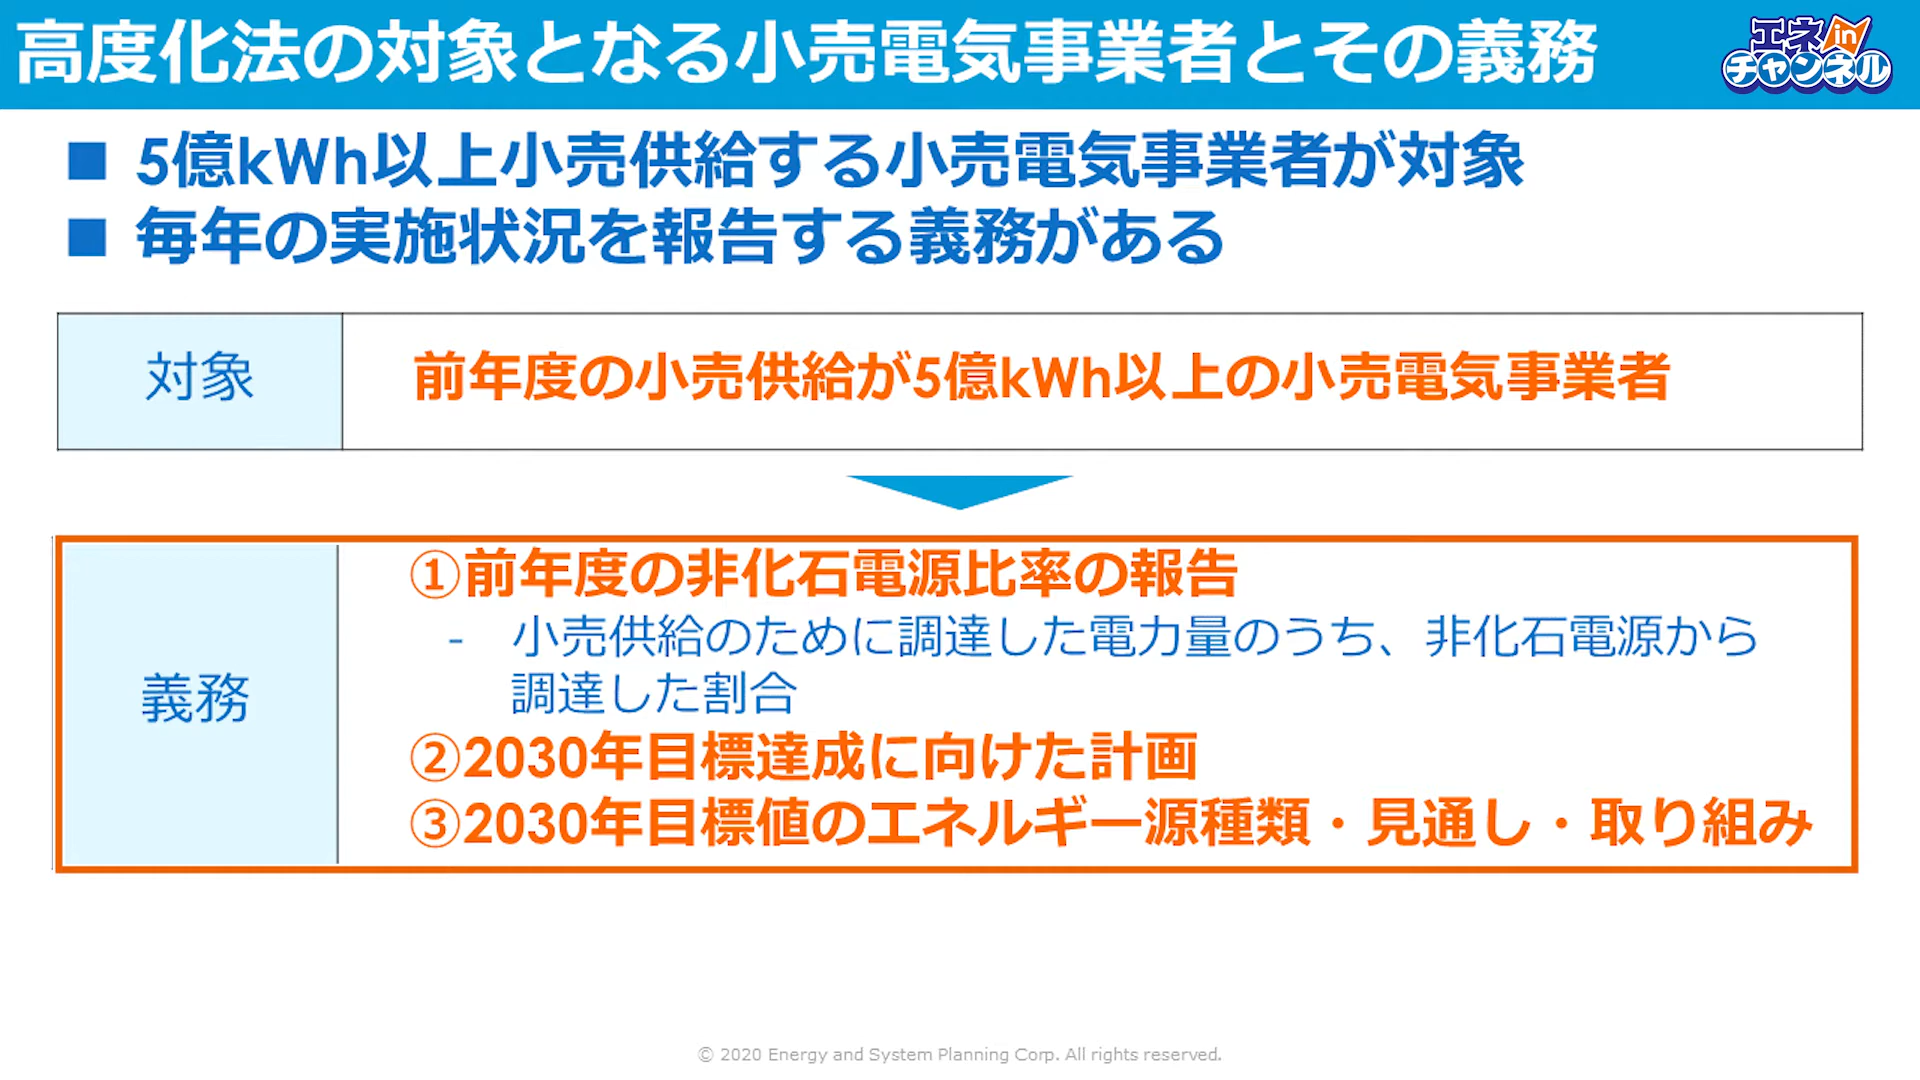 高度化法の対象となる小売電気事業者とその義務
エネin
チャンネル
■ 5億kWh以上小売供給する小売電気事業者が対象
■ 毎年の実施状況を報告する義務がある
対象
前年度の小売供給が5億kWh以上の小売電気事業者
義務
①前年度の非化石電源比率の報告
- 小売供給のために調達した電力量のうち、非化石電源から
調達した割合
②2030年目標達成に向けた計画
③2030年目標値のエネルギー源種類・見通し・取り組み
© 2020 Energy and System Planning Corp. All rights reserved.